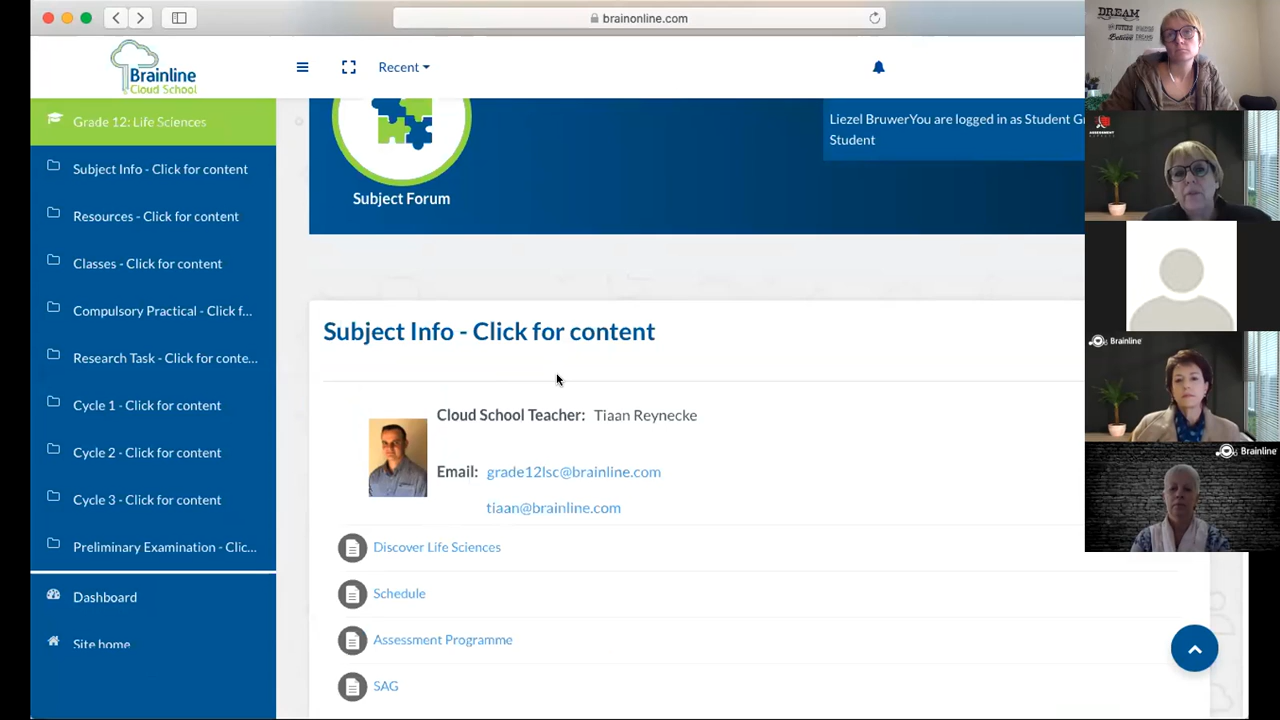 brainonline.com
Brainline
Cloud School
Recent
Grade 12: Life Sciences
Subject Info - Click for content
Resources - Click for content
Classes - Click for content
Compulsory Practical - Click f...
Research Task - Click for conte...
Cycle 1 - Click for content
Cycle 2 - Click for content
Cycle 3 - Click for content
Preliminary Examination - Clic...
Dashboard
Site home
Subject Forum
Liezel BruwerYou are logged in as Student G
Student
Subject Info - Click for content
Cloud School Teacher: Tiaan Reynecke
Email: grade12lsc@brainline.com
tiaan@brainline.com
Discover Life Sciences
Schedule
Assessment Programme
SAG
DREAM
Believe
ASSESSMENT
Brainline
Brainline